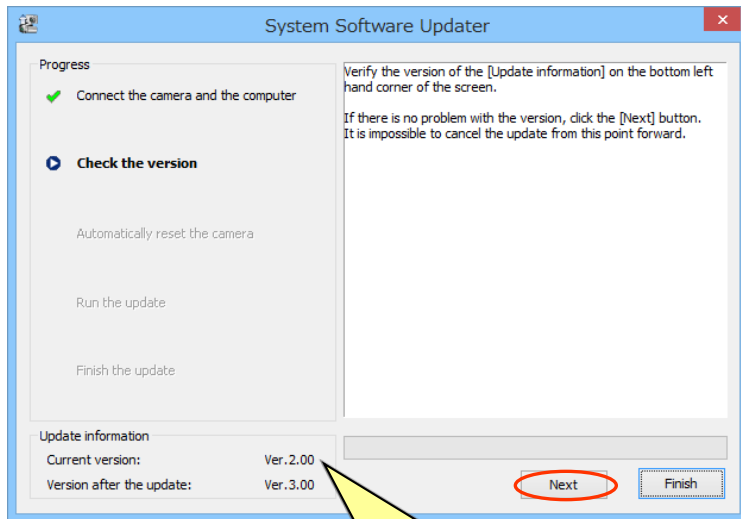 System Software Updater
Progress
Connect the camera and the computer
Check the version
Automatically reset the camera
Run the update
Finish the update
Verify the version of the [Update information] on the bottom left
hand corner of the screen.
If there is no problem with the version, click the [Next] button.
It is impossible to cancel the update from this point forward.
Update information
Current version: Ver.2.00
Version after the update: Ver.3.00
Next Finish